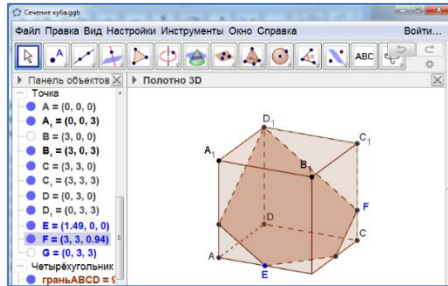 Сечение куба.ggb
Файл Правка Вид Настройки Инструменты Окно Справка Войти...
A ABC
Панель объектов Полотно 3D
Точка
A = (0, 0, 0)
A₁ = (0, 0, 3)
B = (3, 0, 0)
B₁ = (3, 0, 3)
C = (3, 3, 0)
C₁ = (3, 3, 3)
D = (0, 3, 0)
D₁ = (0, 3, 3)
E = (1.49, 0, 0)
F = (3, 3, 0.94)
G = (0, 3, 3)
Четырёхугольник
граньABCD = 9
D₁
C₁
A₁
B₁
F
D
C
A
E